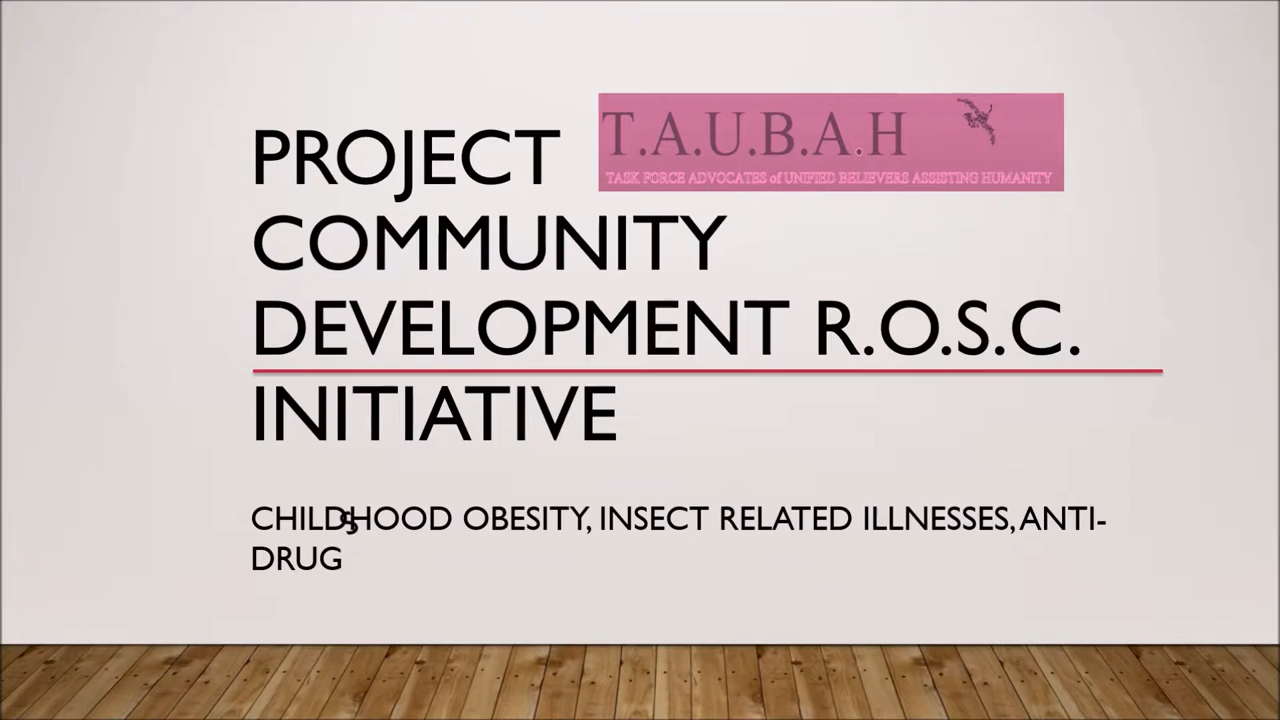 PROJECT
T.A.U.B.A.H
TASK FORCE ADVOCATES of UNIFIED BELIEVERS ASSISTING HUMANITY
COMMUNITY
DEVELOPMENT R.O.S.C.
INITIATIVE
CHILDHOOD OBESITY, INSECT RELATED ILLNESSES, ANTI-
DRUG